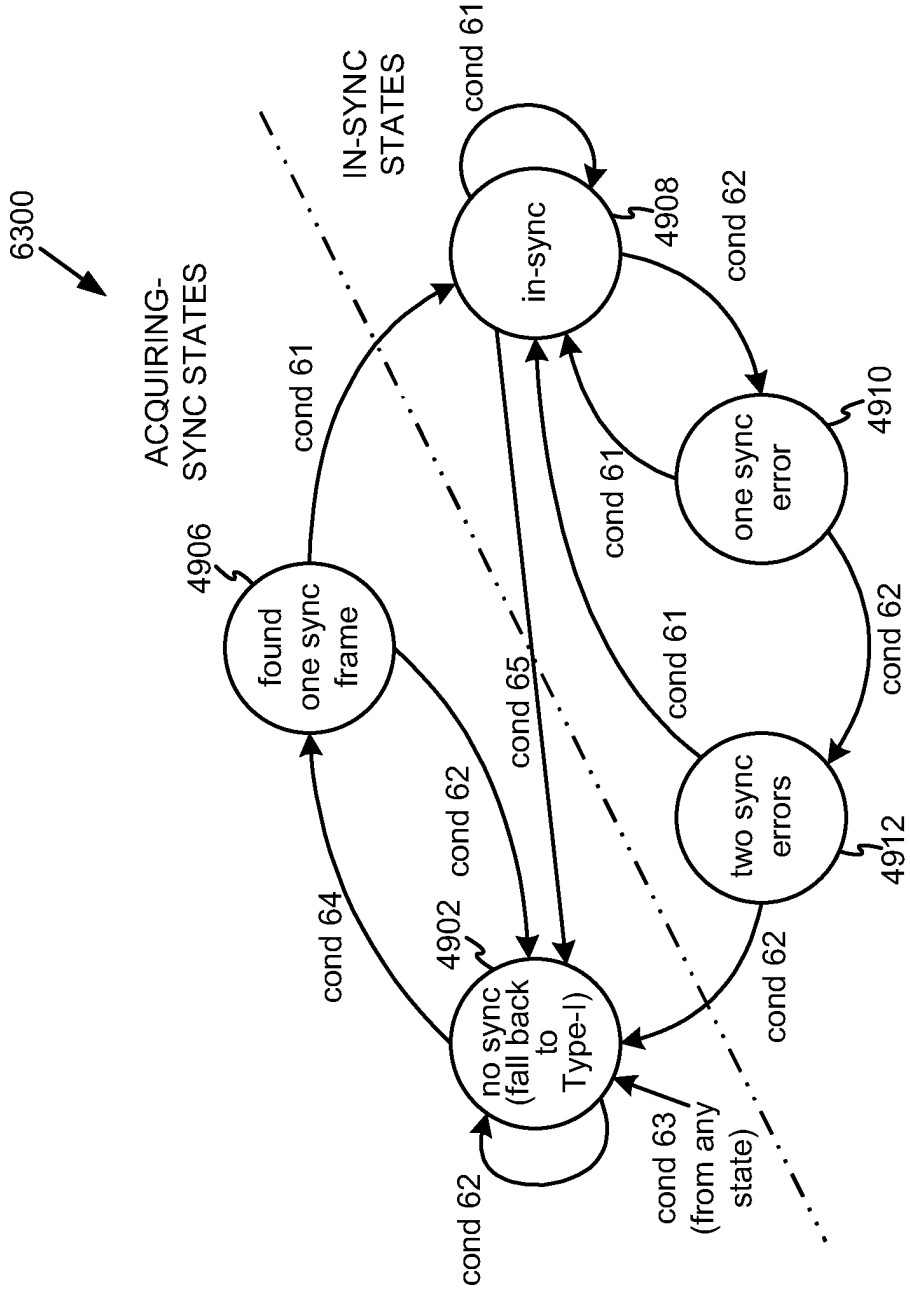 6300
ACQUIRING-
SYNC STATES
IN-SYNC
STATES
4906
found
one sync
frame
cond 61
cond 64
cond 62
4902
no sync
(fall back
to
Type-I)
cond 62
cond 63
(from any
state)
cond 65
in-sync
cond 61
4908
cond 62
cond 61
one sync
error
4910
cond 61
cond 62
two sync
errors
4912
cond 62